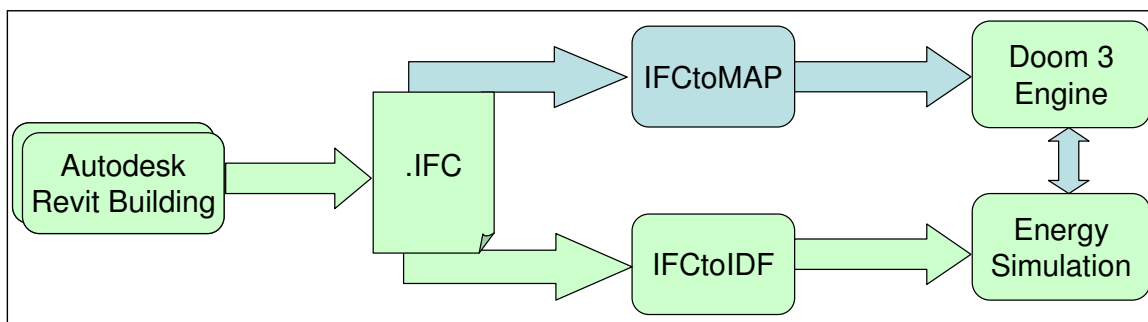 Autodesk
Revit Building
.IFC
IFCtoMAP
Doom 3
Engine
IFCtoIDF
Energy
Simulation